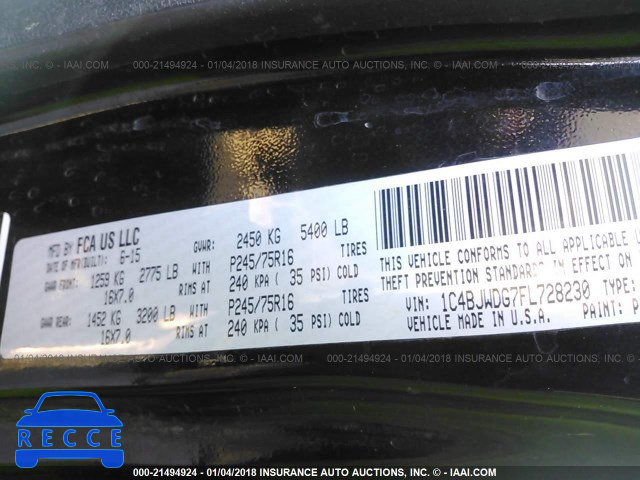 000-21494924 - 01/04/2018 INSURANCE AUTO AUCTIONS, INC. - © IAAI.COM
MFD BY FCA US LLC
DATE OF MFR(BUILT): 6-15 GVWR: 2450 KG 5400 LB
GAWR FRONT: 1259 KG 2775 LB WITH P245/75R16 TIRES
16X7.0 RIMS AT 240 KPA ( 35 PSI) COLD
GAWR REAR: 1452 KG 3200 LB WITH P245/75R16 TIRES
16X7.0 RIMS AT 240 KPA ( 35 PSI) COLD
THIS VEHICLE CONFORMS TO ALL APPLICABLE
THEFT PREVENTION STANDARDS IN EFFECT ON
VIN: 1C4BJWDG7FL728230 TYPE:
VEHICLE MADE IN U.S.A. PAINT: P
01/04/2018 INSURANCE AUTO AUCTIONS, INC. - © IAAI.COM
RECCE
000-21494924 - 01/04/2018 INSURANCE AUTO AUCTIONS, INC. - © IAAI.COM